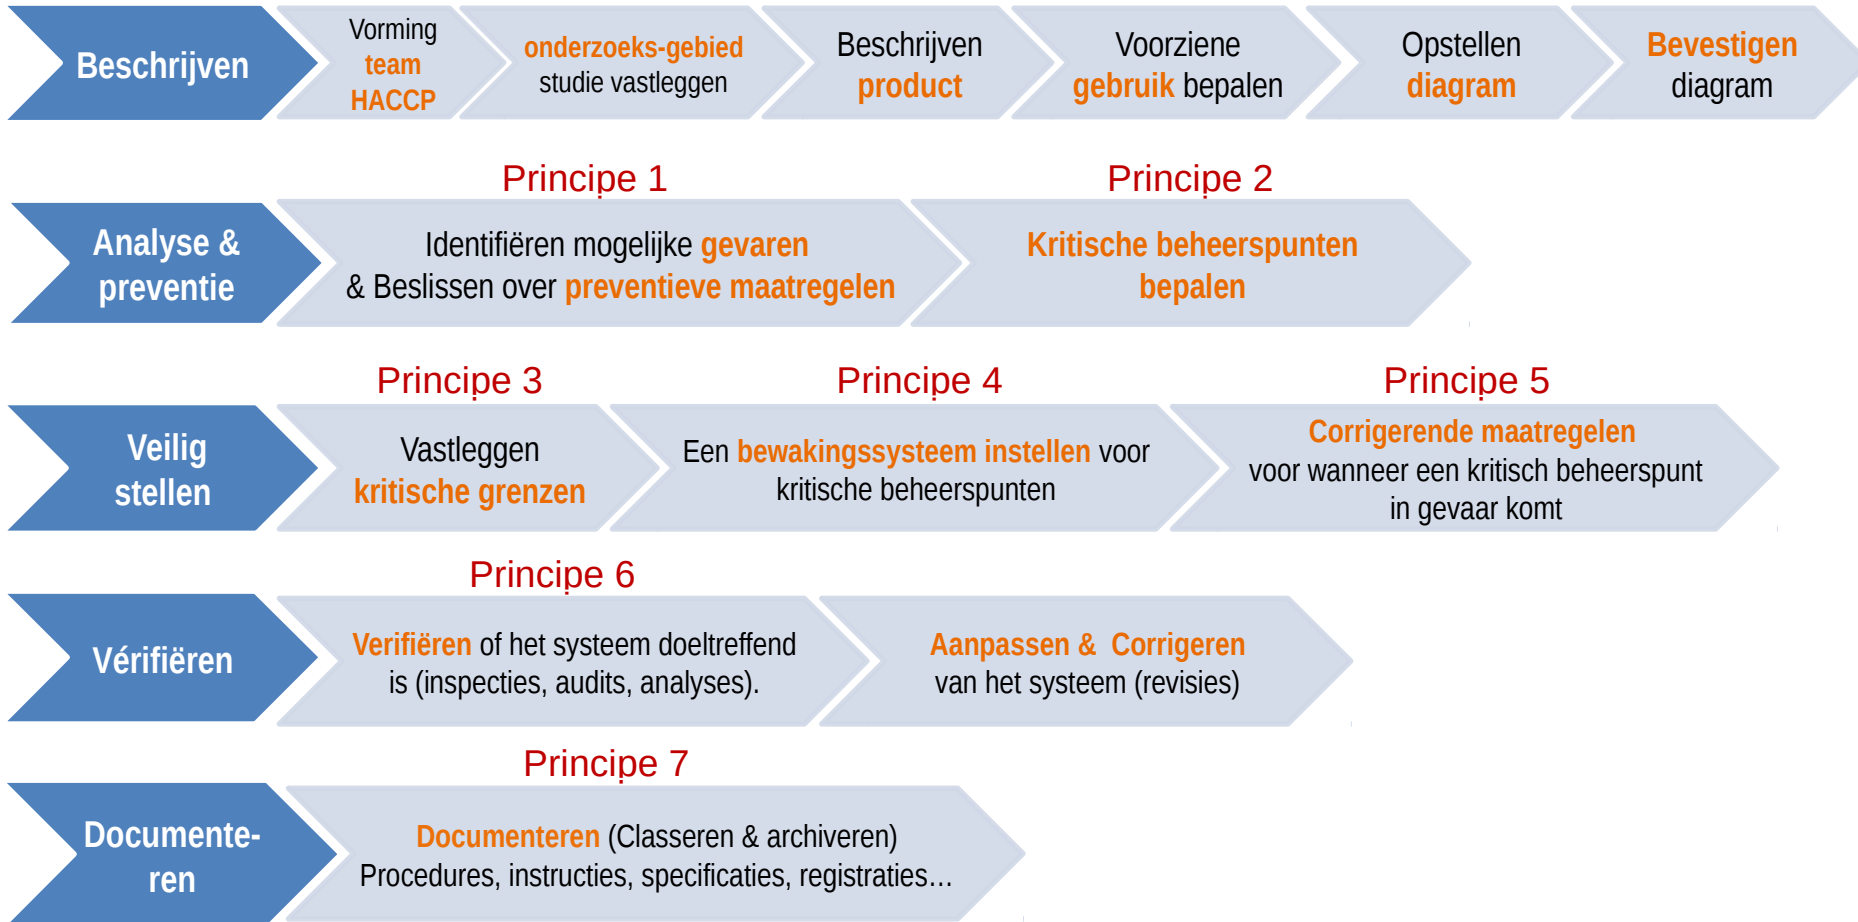 Beschrijven
Vorming
team
HACCP
onderzoeks-gebied
studie vastleggen
Beschrijven
product
Voorziene
gebruik bepalen
Opstellen
diagram
Bevestigen
diagram
Principe 1
Principe 2
Analyse &
preventie
Identifiëren mogelijke gevaren
& Beslissen over preventieve maatregelen
Kritische beheerspunten
bepalen
Principe 3
Principe 4
Principe 5
Veilig
stellen
Vastleggen
kritische grenzen
Een bewakingssysteem instellen voor
kritische beheerspunten
Corrigerende maatregelen
voor wanneer een kritisch beheerspunt
in gevaar komt
Principe 6
Vérifiëren
Verifiëren of het systeem doeltreffend
is (inspecties, audits, analyses).
Aanpassen & Corrigeren
van het systeem (revisies)
Principe 7
Documente-
ren
Documenteren (Classeren & archiveren)
Procedures, instructies, specificaties, registraties…